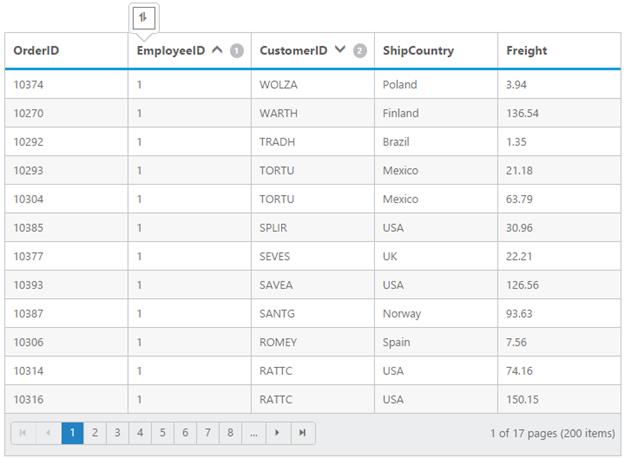 OrderID EmployeeID 1 CustomerID 2 ShipCountry Freight
10374 1 WOLZA Poland 3.94
10270 1 WARTH Finland 136.54
10292 1 TRADH Brazil 1.35
10293 1 TORTU Mexico 21.18
10304 1 TORTU Mexico 63.79
10385 1 SPLIR USA 30.96
10377 1 SEVES UK 22.21
10393 1 SAVEA USA 126.56
10387 1 SANTG Norway 93.63
10306 1 ROMEY Spain 7.56
10314 1 RATTC USA 74.16
10316 1 RATTC USA 150.15
1 2 3 4 5 6 7 8 ... 1 of 17 pages (200 items)